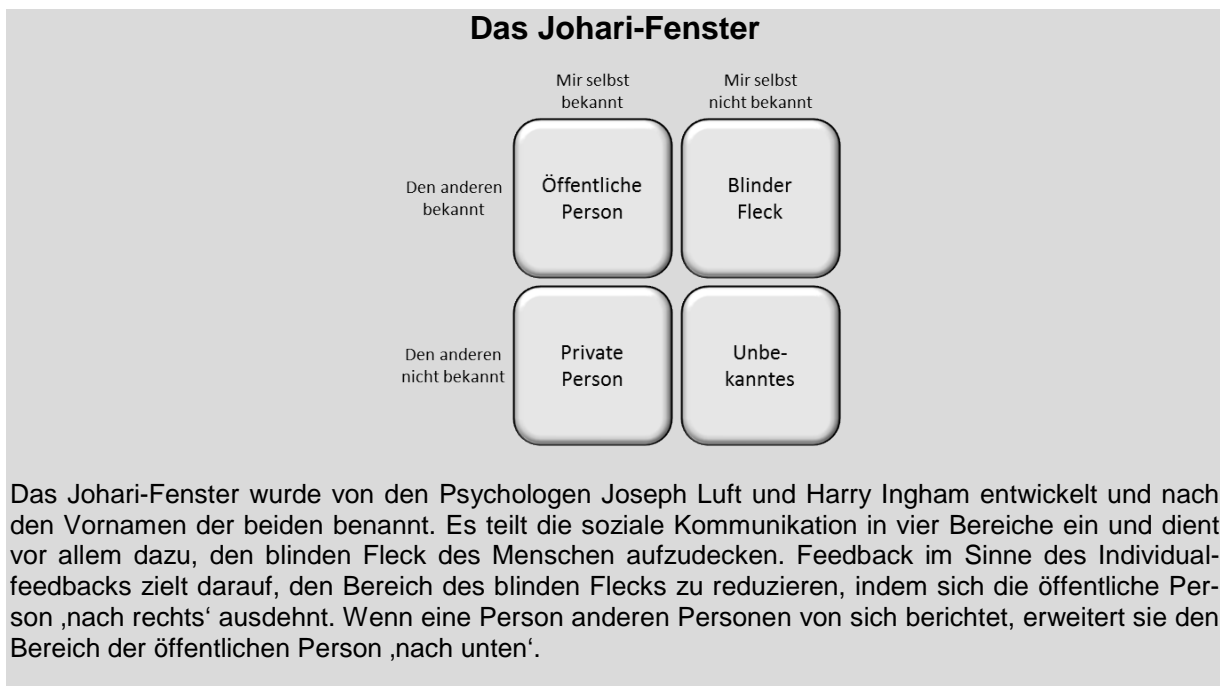 Das Johari-Fenster
Mir selbst
bekannt
Mir selbst
nicht bekannt
Den anderen
bekannt
Öffentliche
Person
Blinder
Fleck
Den anderen
nicht bekannt
Private
Person
Unbe-
kanntes
Das Johari-Fenster wurde von den Psychologen Joseph Luft und Harry Ingham entwickelt und nach
den Vornamen der beiden benannt. Es teilt die soziale Kommunikation in vier Bereiche ein und dient
vor allem dazu, den blinden Fleck des Menschen aufzudecken. Feedback im Sinne des Individual-
feedbacks zielt darauf, den Bereich des blinden Flecks zu reduzieren, indem sich die öffentliche Per-
son ‚nach rechts‘ ausdehnt. Wenn eine Person anderen Personen von sich berichtet, erweitert sie den
Bereich der öffentlichen Person ‚nach unten‘.